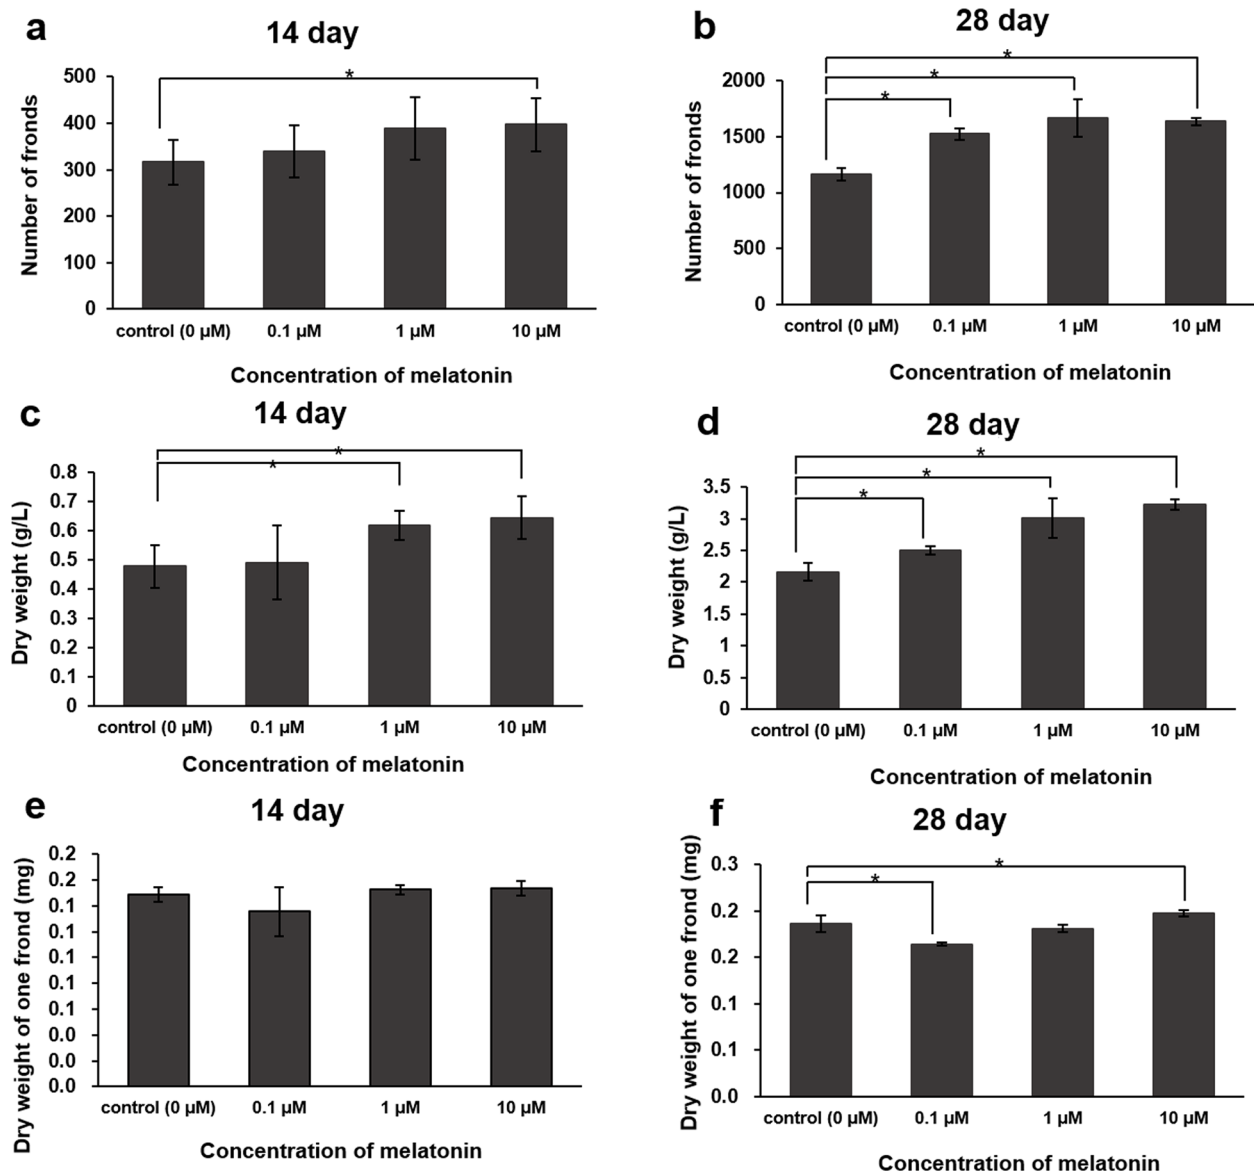 a
14 day
*
Number of fronds
500
400
300
200
100
0
control (0 µM) 0.1 µM 1 µM 10 µM
Concentration of melatonin
b
28 day
*
*
*
Number of fronds
2000
1500
1000
500
0
control (0 µM) 0.1 µM 1 µM 10 µM
Concentration of melatonin
c
14 day
*
*
Dry weight (g/L)
0.8
0.7
0.6
0.5
0.4
0.3
0.2
0.1
0
control (0 µM) 0.1 µM 1 µM 10 µM
Concentration of melatonin
d
28 day
*
*
*
Dry weight (g/L)
3.5
3
2.5
2
1.5
1
0.5
0
control (0 µM) 0.1 µM 1 µM 10 µM
Concentration of melatonin
e
14 day
Dry weight of one frond (mg)
0.2
0.2
0.1
0.1
0.1
0.1
0.1
0.0
0.0
0.0
control (0 µM) 0.1 µM 1 µM 10 µM
Concentration of melatonin
f
28 day
*
*
Dry weight of one frond (mg)
0.3
0.2
0.2
0.1
0.1
0.0
control (0 µM) 0.1 µM 1 µM 10 µM
Concentration of melatonin